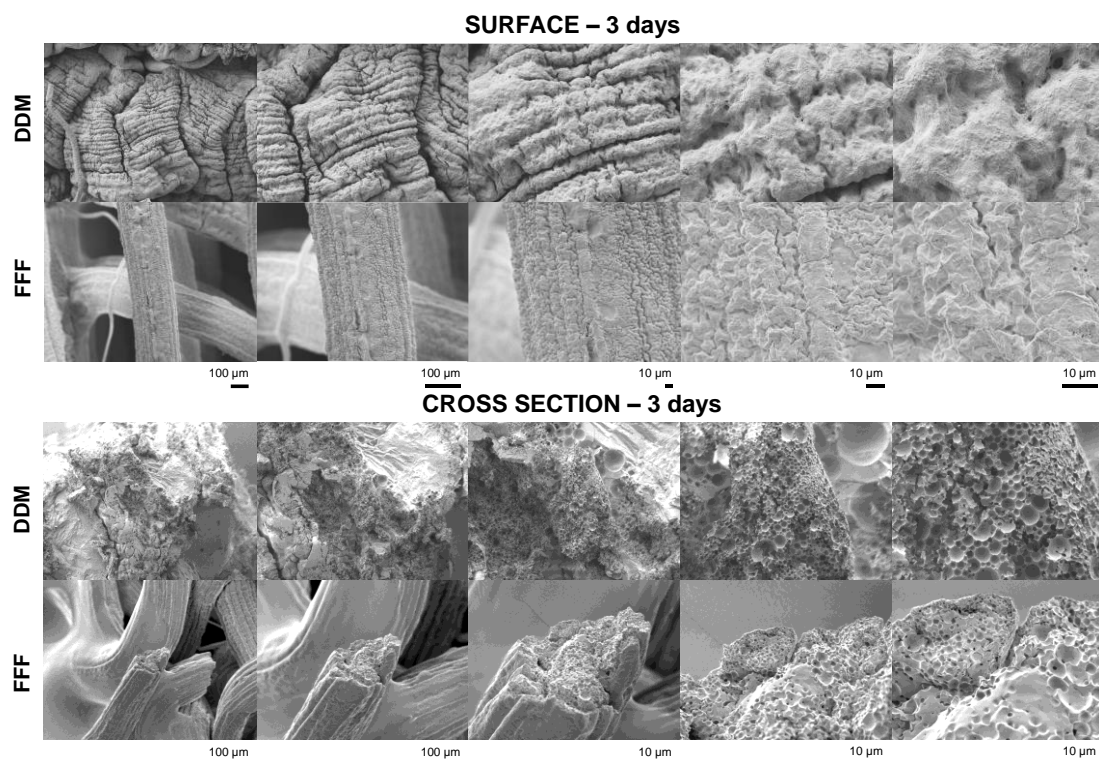 SURFACE – 3 days
DDM
FFF
100 µm 100 µm 10 µm 10 µm 10 µm
CROSS SECTION – 3 days
DDM
FFF
100 µm 100 µm 10 µm 10 µm 10 µm